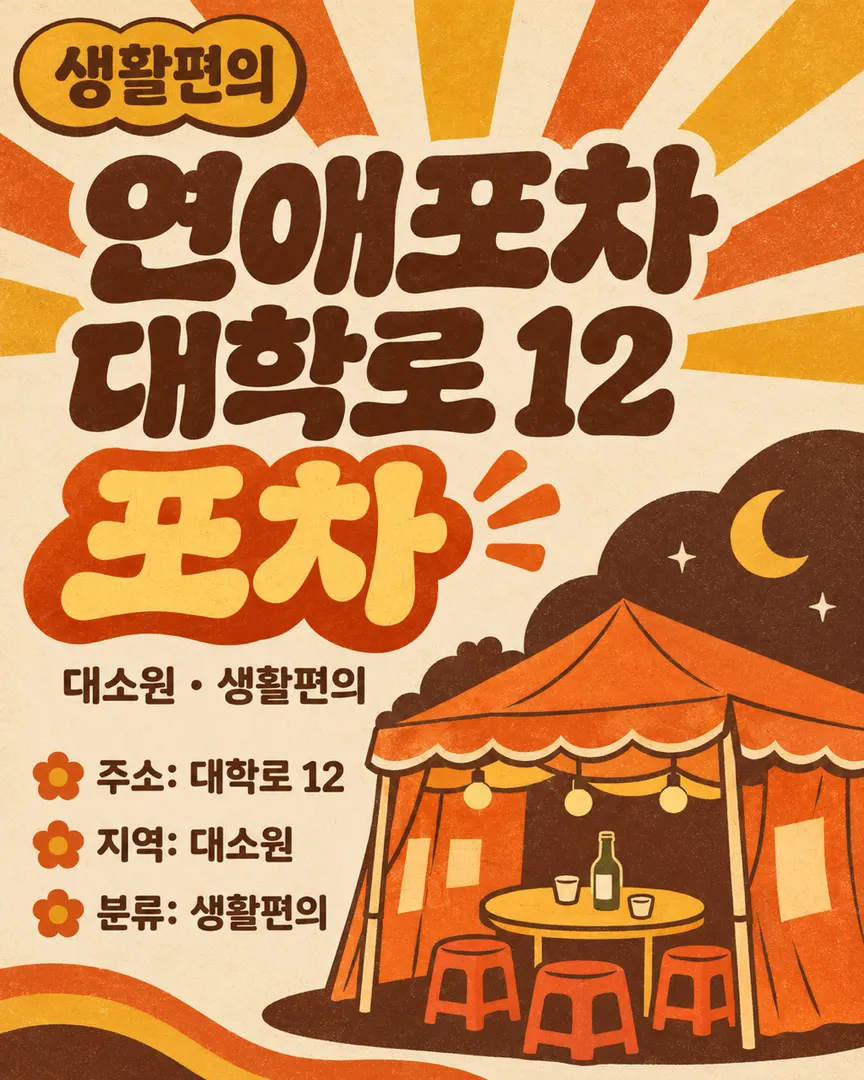 생활편의
연애포차
대학로 12
포차
대소원 • 생활편의
주소: 대학로 12
지역: 대소원
분류: 생활편의